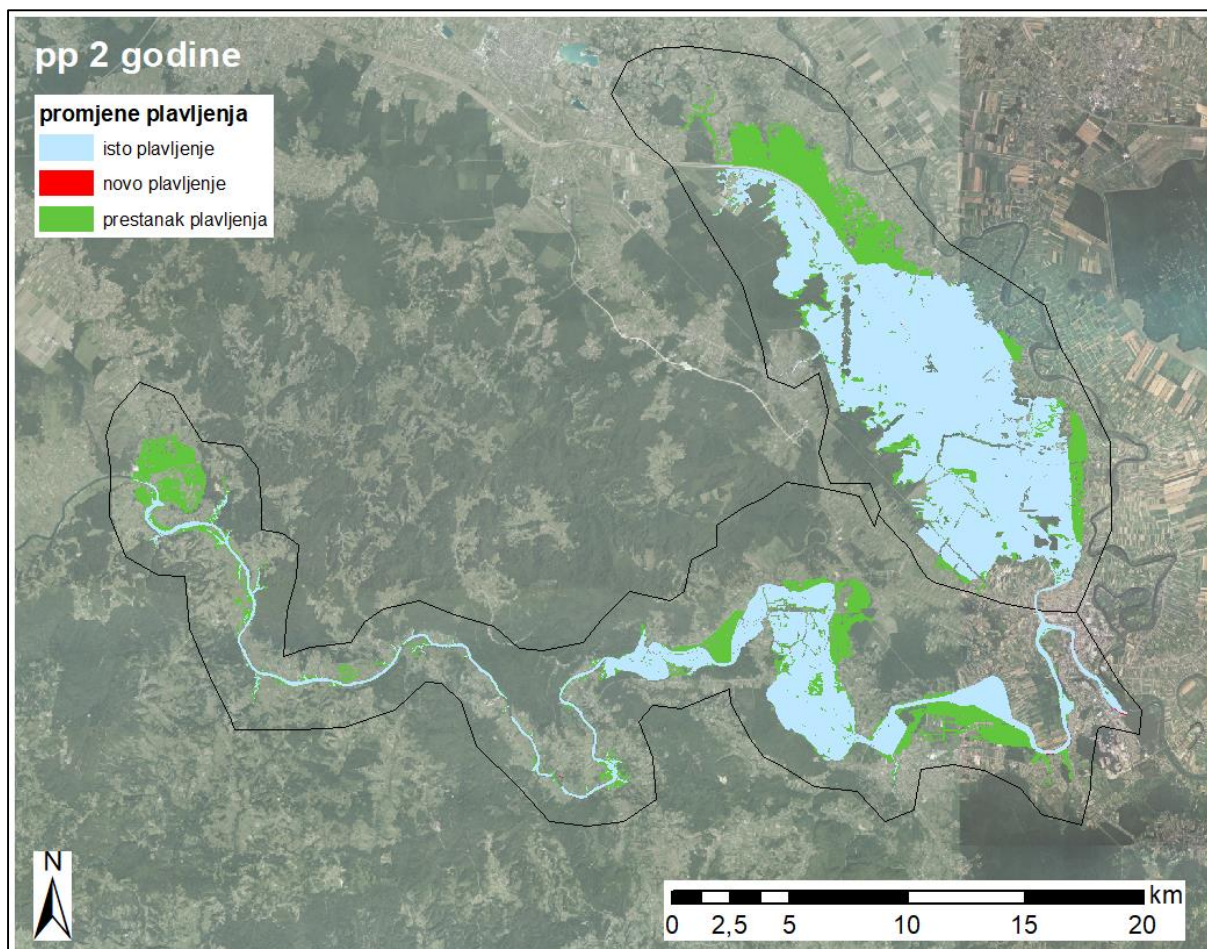 pp 2 godine
promjene plavljenja
isto plavljenje
novo plavljenje
prestanak plavljenja
N
km
0 2,5 5 10 15 20